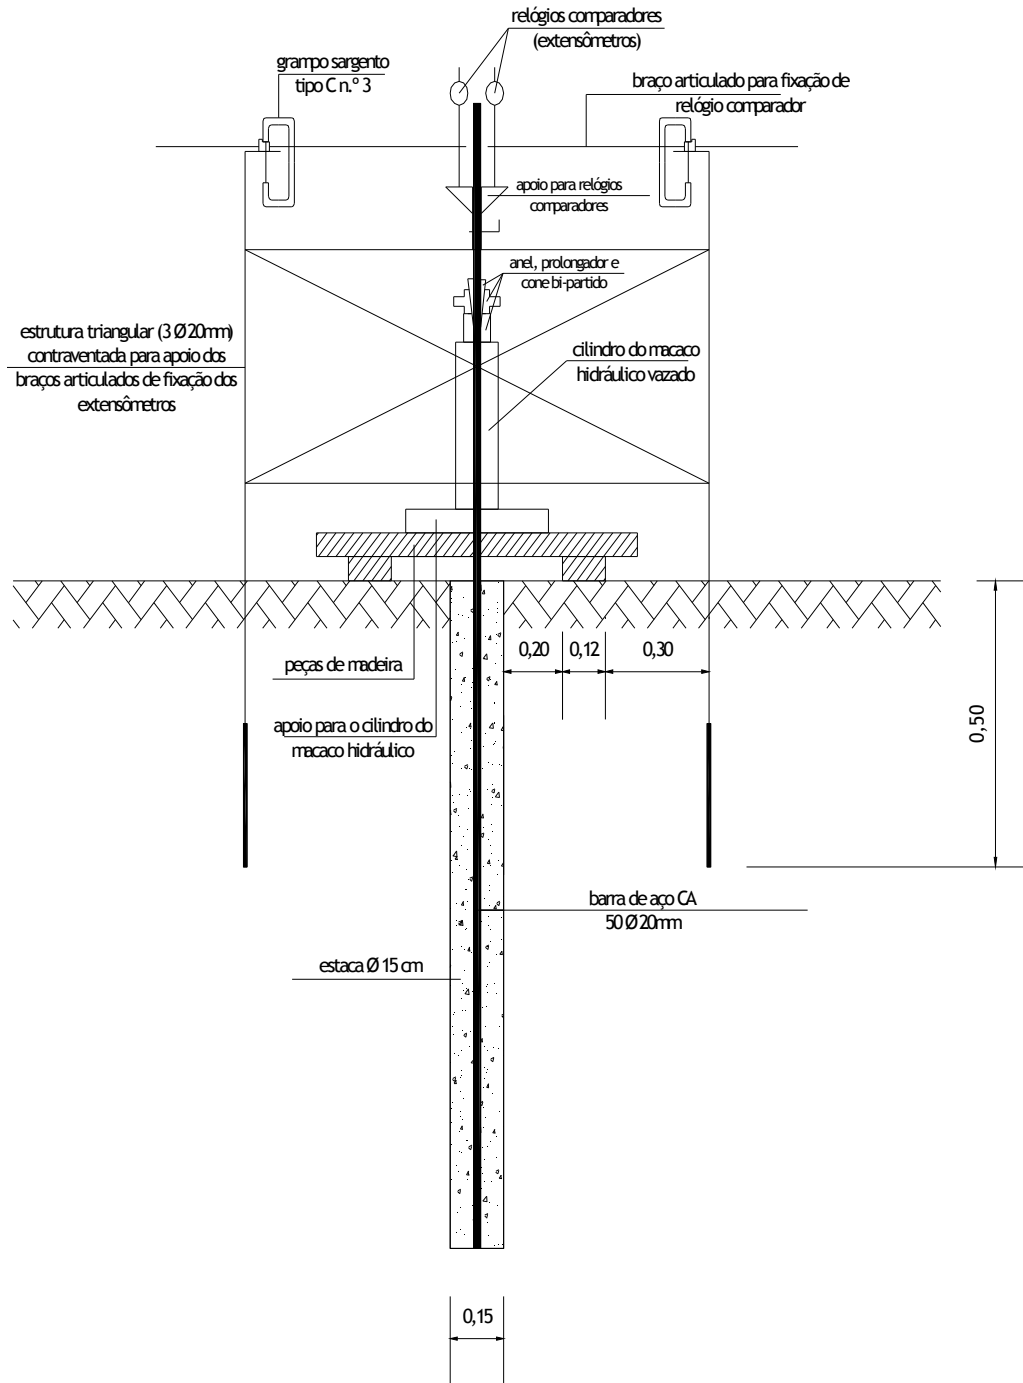 relógios comparadores
(extensômetros)
grampo sargento
tipo C n.º 3
braço articulado para fixação de
relógio comparador
apoio para relógios
comparadores
anel, prolongador e
cone bi-partido
estrutura triangular (3 Ø 20mm)
contraventada para apoio dos
braços articulados de fixação dos
extensômetros
cilindro do macaco
hidráulico vazado
0,20
0,12
0,30
peças de madeira
0,50
apoio para o cilindro do
macaco hidráulico
barra de aço CA
50 Ø 20mm
estaca Ø 15 cm
0,15